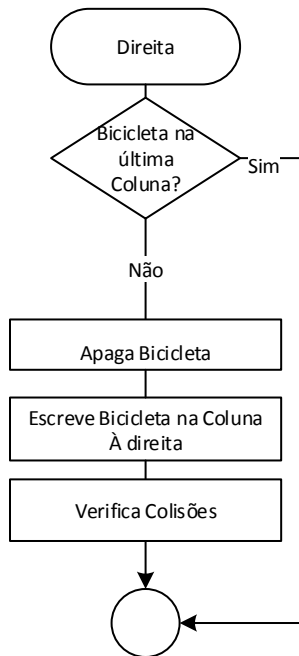 Direita
Bicicleta na
última
Coluna?
Sim
Não
Apaga Bicicleta
Escreve Bicicleta na Coluna
À direita
Verifica Colisões